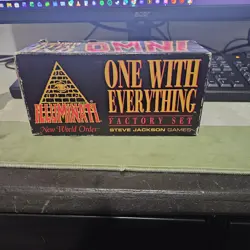 OMNI
ILLUMINATI
New World Order
ONE WITH
EVERYTHING
FACTORY SET
STEVE JACKSON GAMES